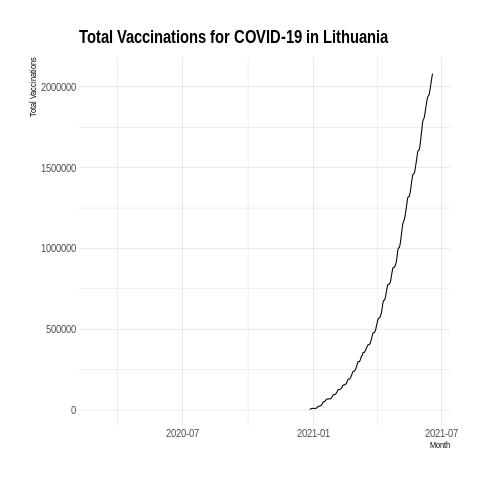 Total Vaccinations for COVID-19 in Lithuania
Total Vaccinations
2000000
1500000
1000000
500000
0
2020-07 2021-01 2021-07
Month